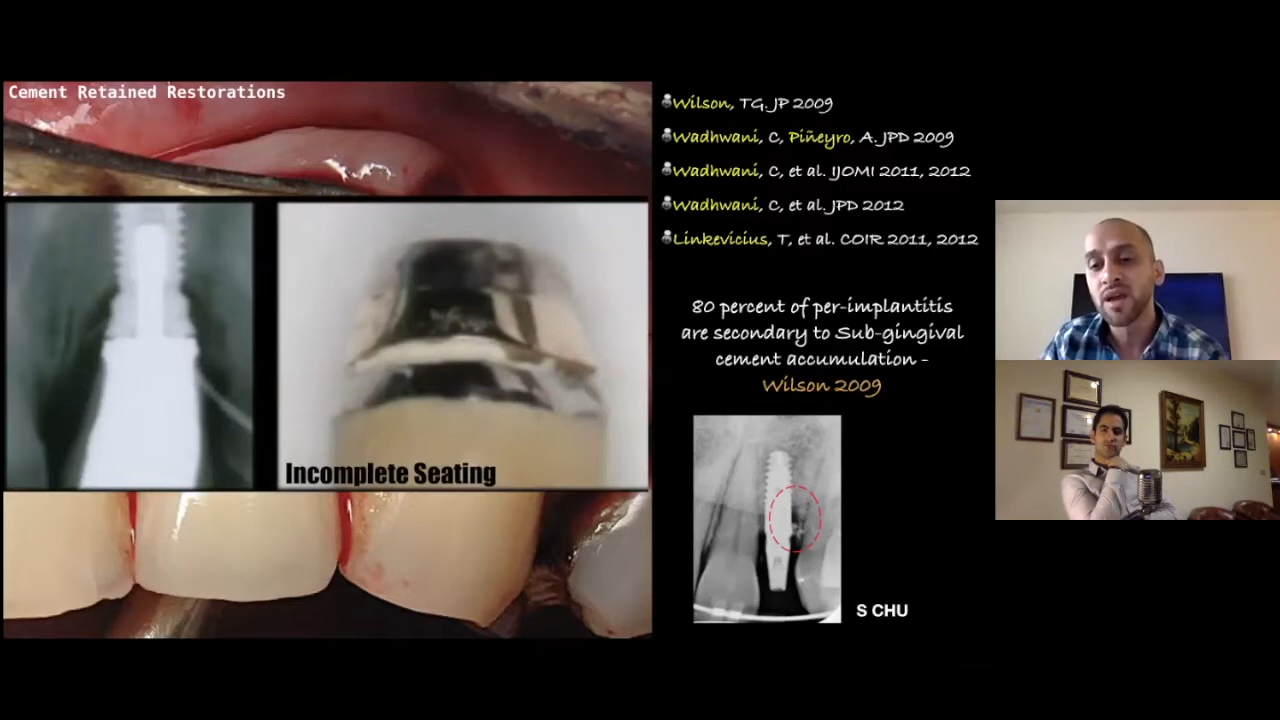 Cement Retained Restorations
Incomplete Seating
Wilson, TG. JP 2009
Wadhwani, C, Piñeyro, A. JPD 2009
Wadhwani, C, et al. IJOMI 2011, 2012
Wadhwani, C, et al. JPD 2012
Linkevicius, T, et al. COIR 2011, 2012
80 percent of per-implantitis
are secondary to Sub-gingival
cement accumulation -
Wilson 2009
S CHU